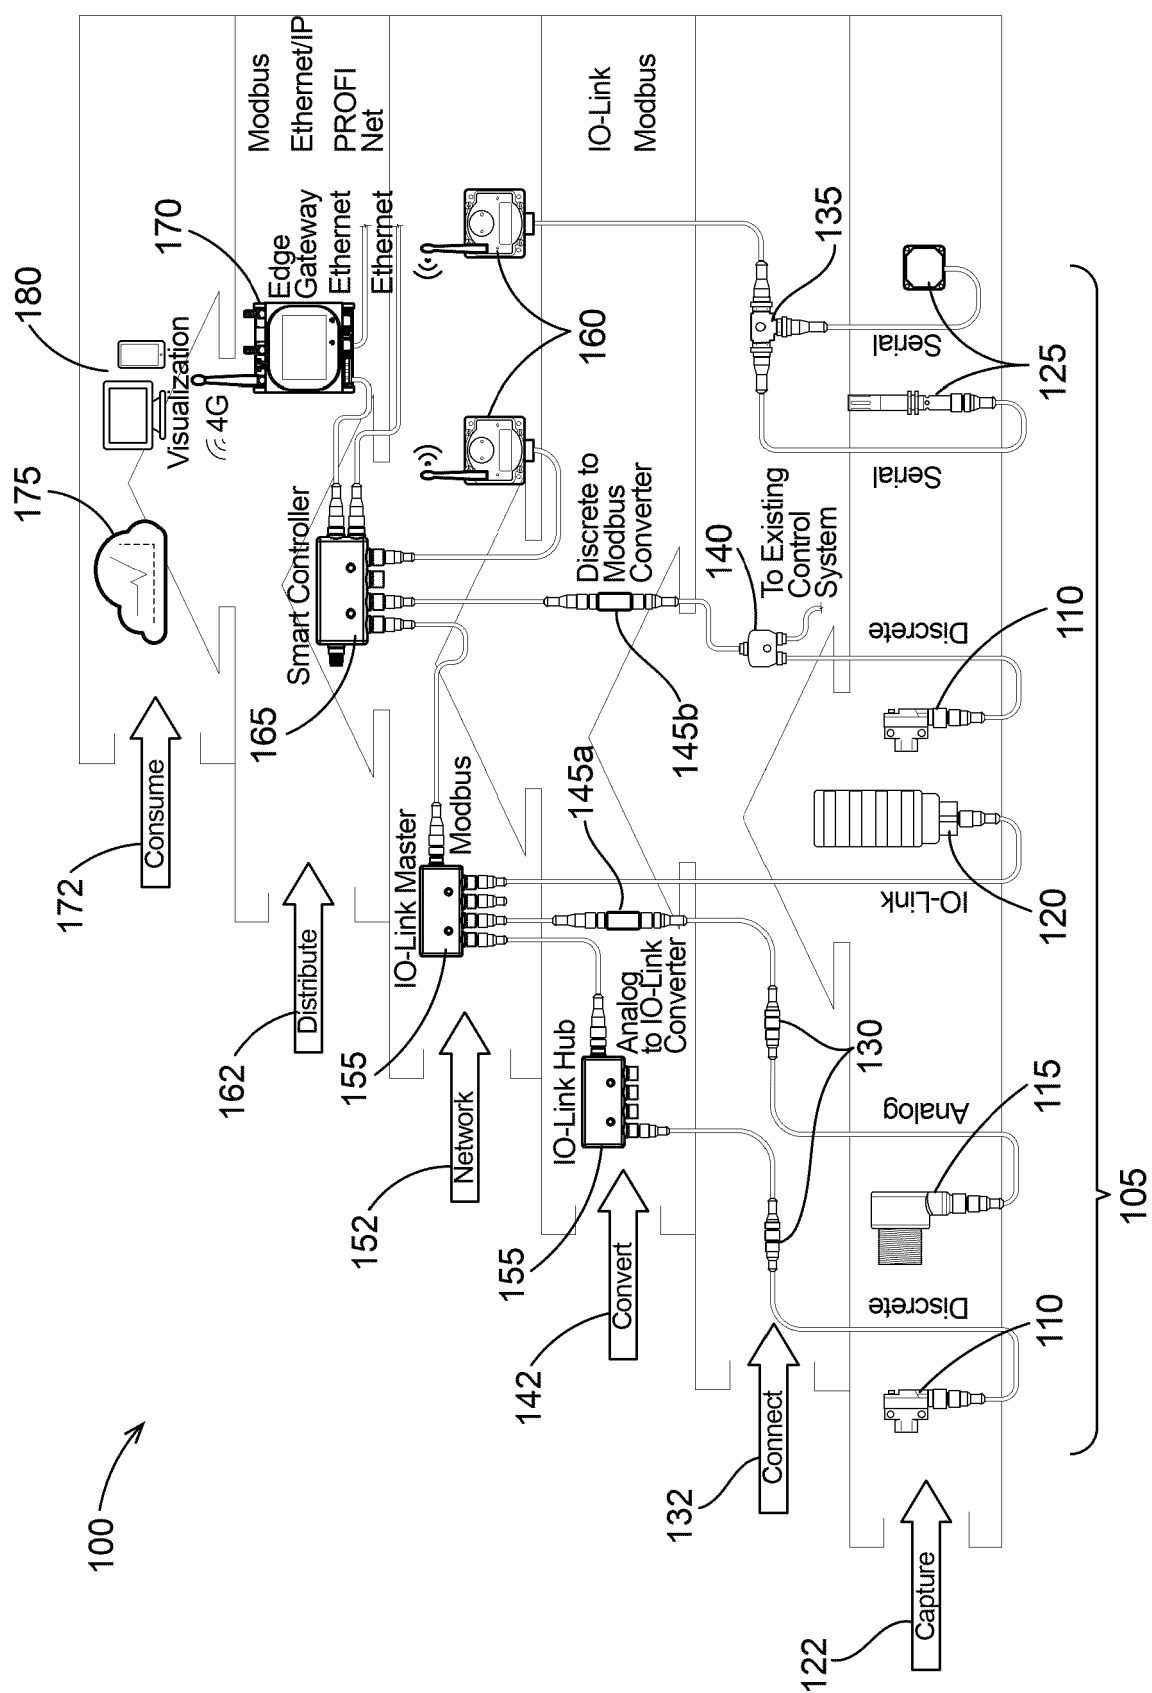 100
175
180
Visualization
4G
170
Edge
Gateway
Ethernet
Ethernet
Modbus
Ethernet/IP
PROFI
Net
172
Consume
Smart Controller
165
160
162
Distribute
IO-Link Master
155
Modbus
152
Network
IO-Link Hub
155
Analog
to IO-Link
Converter
145a
Discrete to
Modbus
Converter
145b
IO-Link
Modbus
142
Convert
132
Connect
130
140
To Existing
Control
System
135
122
Capture
Discrete
110
Analog
115
IO-Link
120
Discrete
110
Serial
Serial
125
105